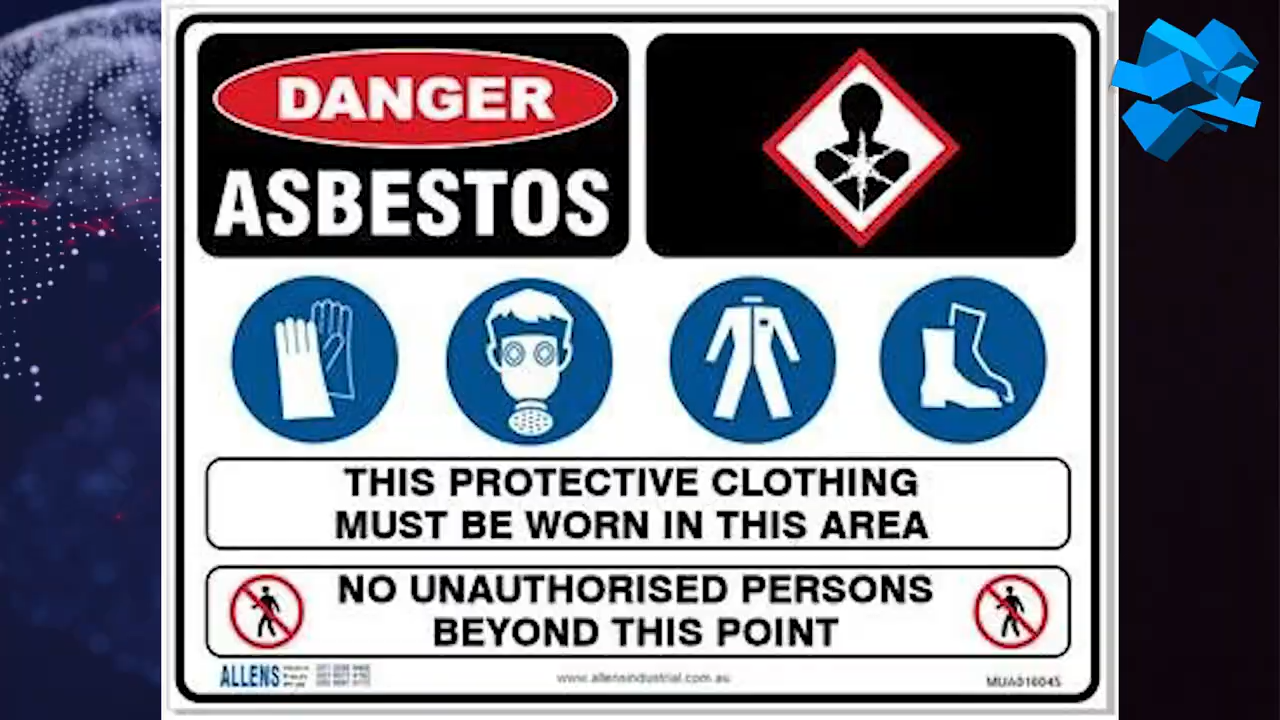 DANGER
ASBESTOS
THIS PROTECTIVE CLOTHING
MUST BE WORN IN THIS AREA
NO UNAUTHORISED PERSONS
BEYOND THIS POINT
ALLENS
www.allensindustrial.com.au